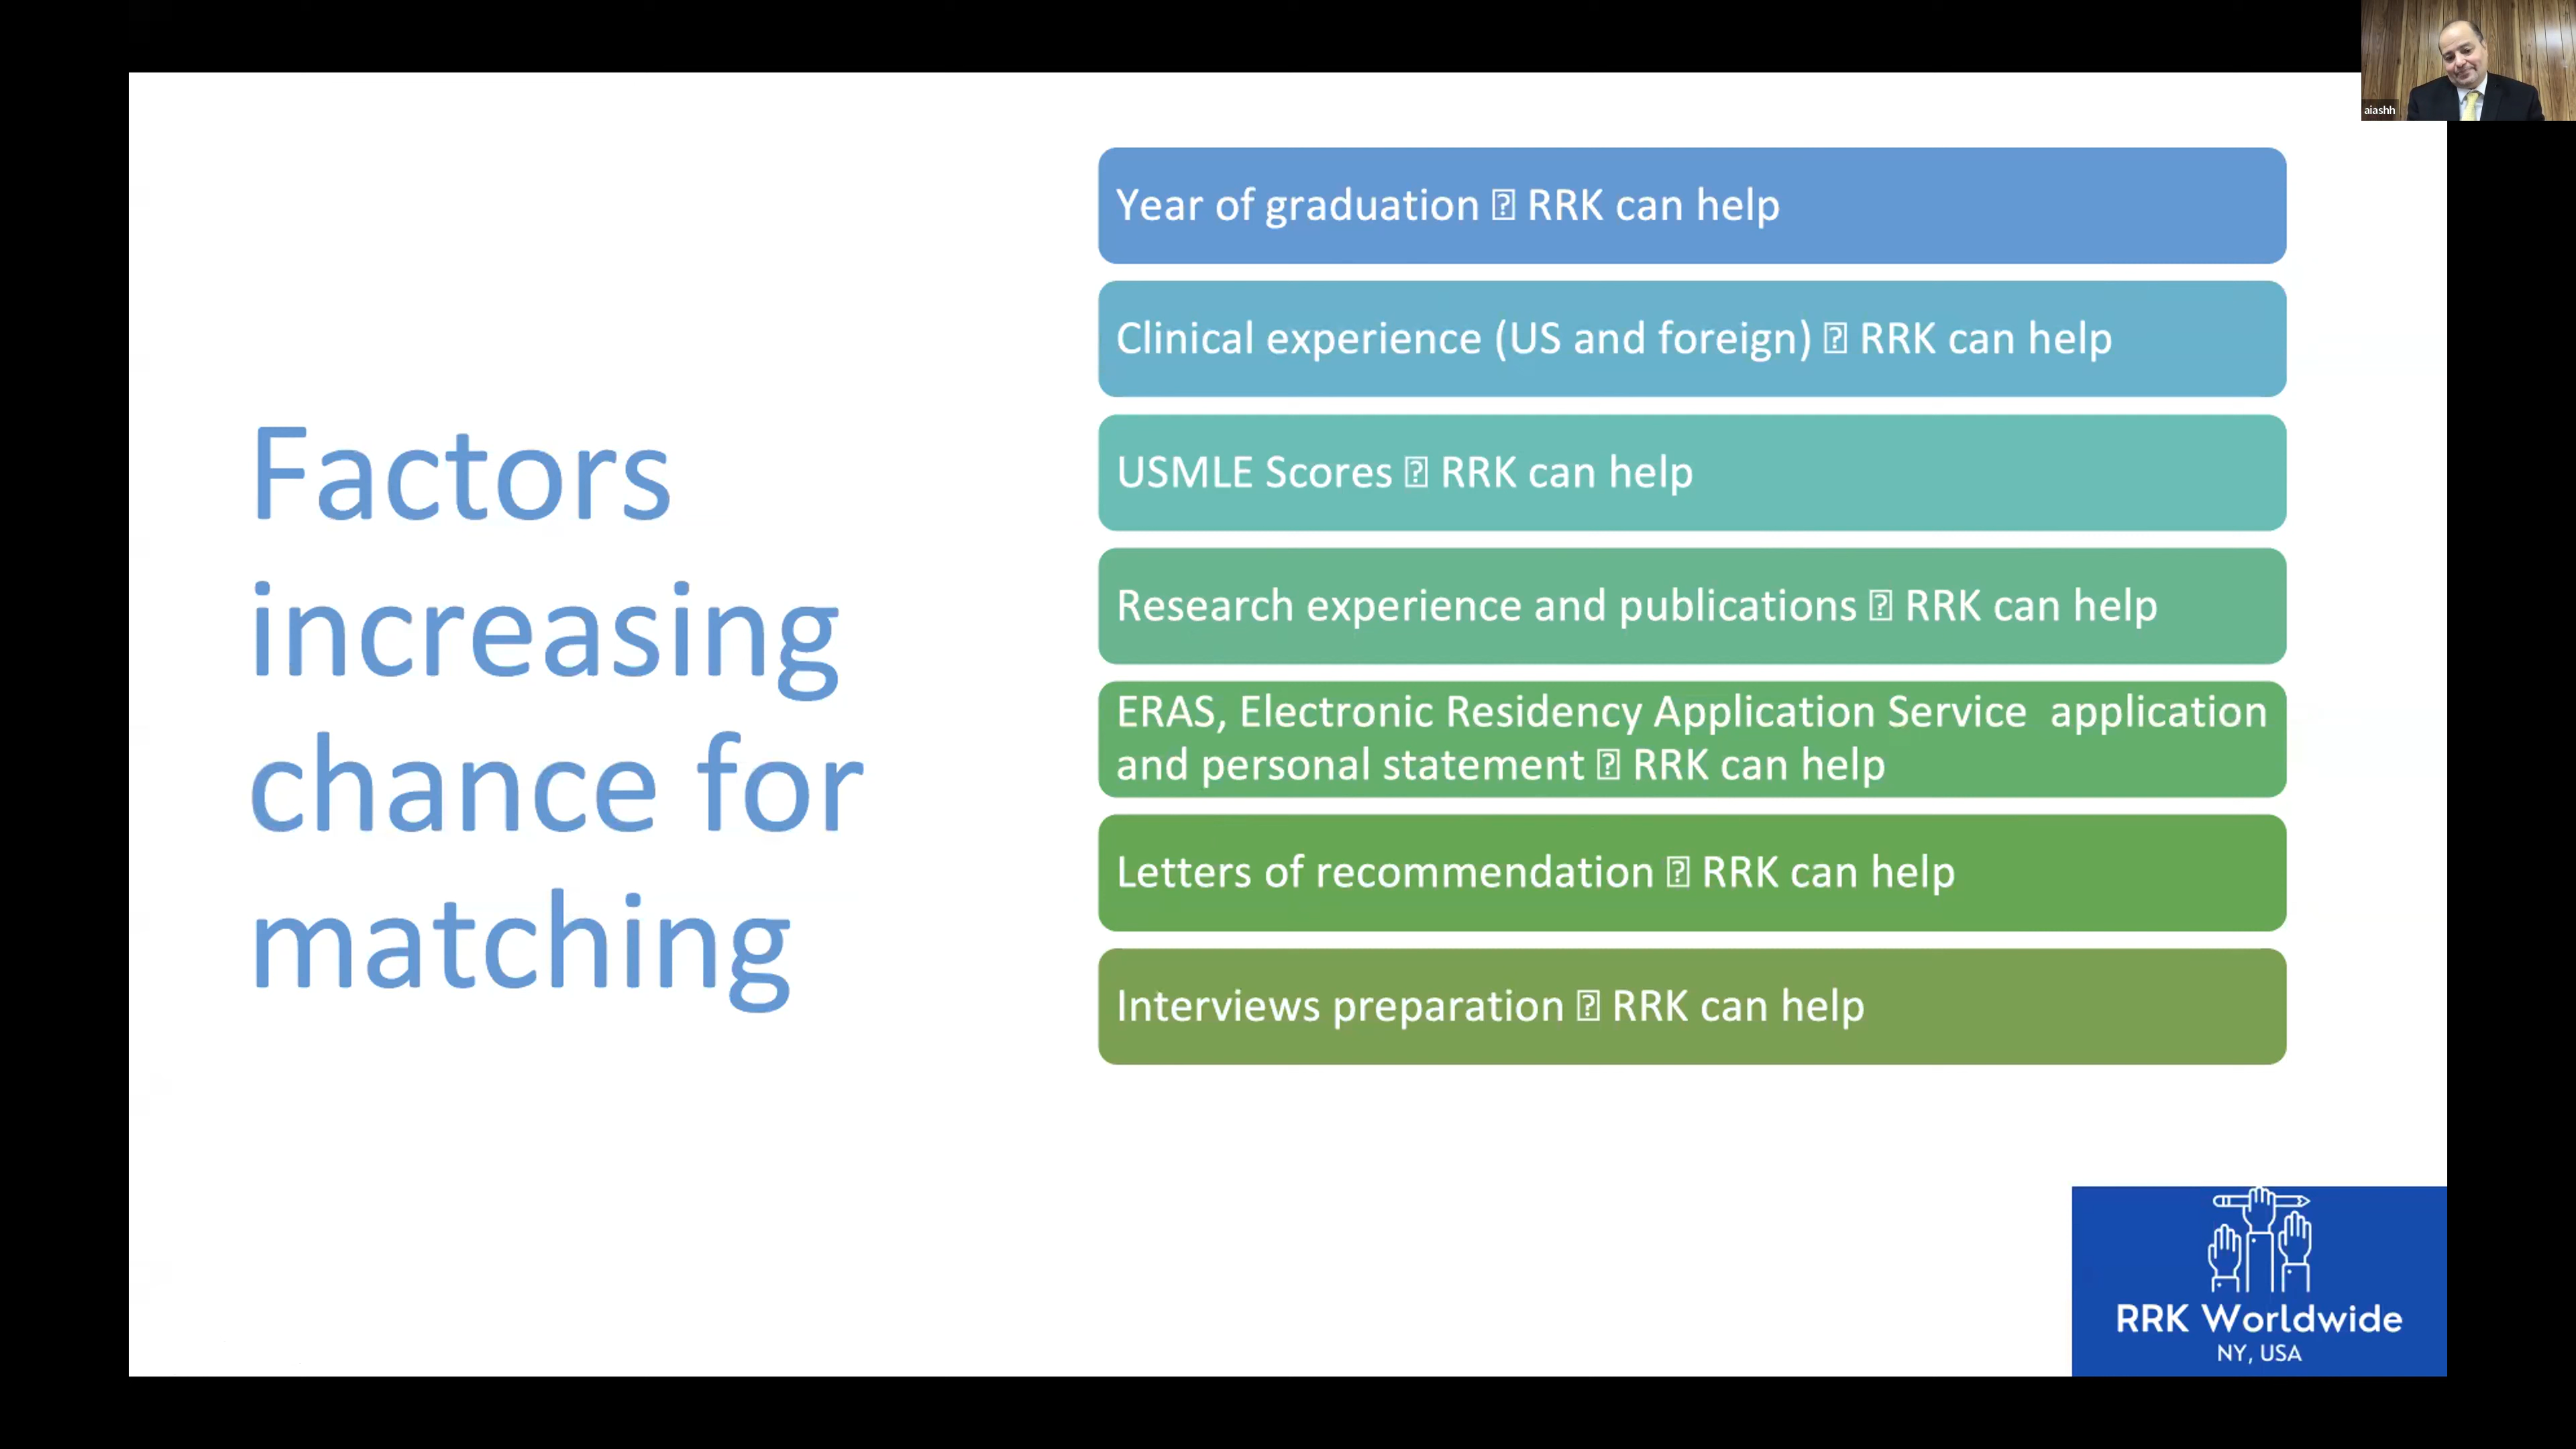 aiashh
Factors
increasing
chance for
matching
Year of graduation ⍰ RRK can help
Clinical experience (US and foreign) ⍰ RRK can help
USMLE Scores ⍰ RRK can help
Research experience and publications ⍰ RRK can help
ERAS, Electronic Residency Application Service  application
and personal statement ⍰ RRK can help
Letters of recommendation ⍰ RRK can help
Interviews preparation ⍰ RRK can help
RRK Worldwide
NY, USA